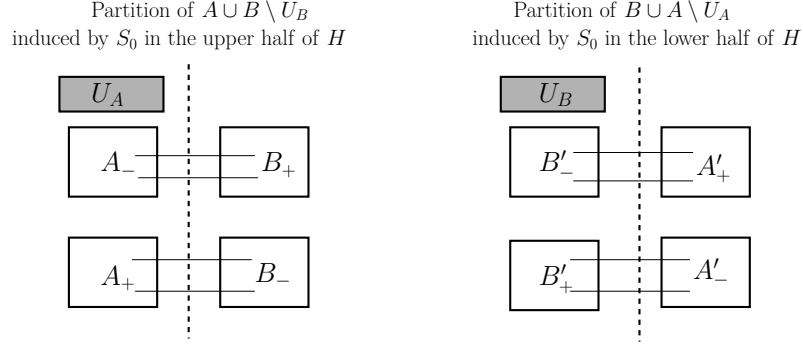 Partition of A ∪ B \ U_B
induced by S_0 in the upper half of H
U_A
A_-
B_+
A_+
B_-
Partition of B ∪ A \ U_A
induced by S_0 in the lower half of H
U_B
B'_-
A'_+
B'_+
A'_-